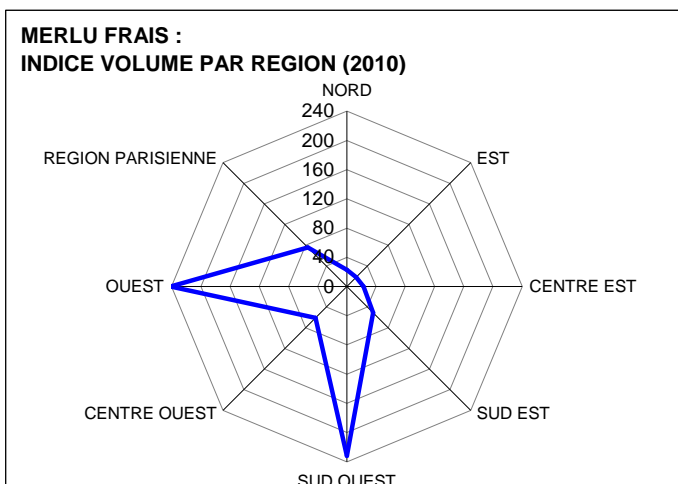 MERLU FRAIS :
INDICE VOLUME PAR REGION (2010)
NORD
240
EST
200
REGION PARISIENNE
160
120
80
40
OUEST
0
CENTRE EST
CENTRE OUEST
SUD EST
SUD OUEST